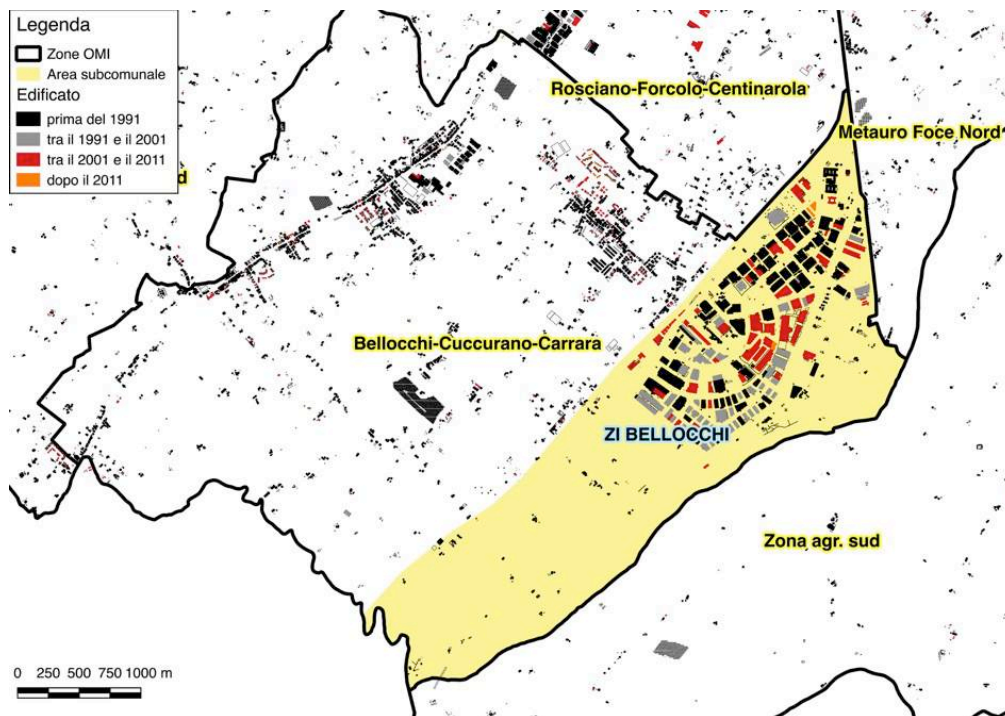 Legenda
Zone OMI
Area subcomunale
Edificato
prima del 1991
tra il 1991 e il 2001
tra il 2001 e il 2011
dopo il 2011
d
Rosciano-Forcolo-Centinarola
Metauro Foce Nord
Bellocchi-Cuccurano-Carrara
ZI BELLOCCHI
Zona agr. sud
0 250 500 750 1000 m